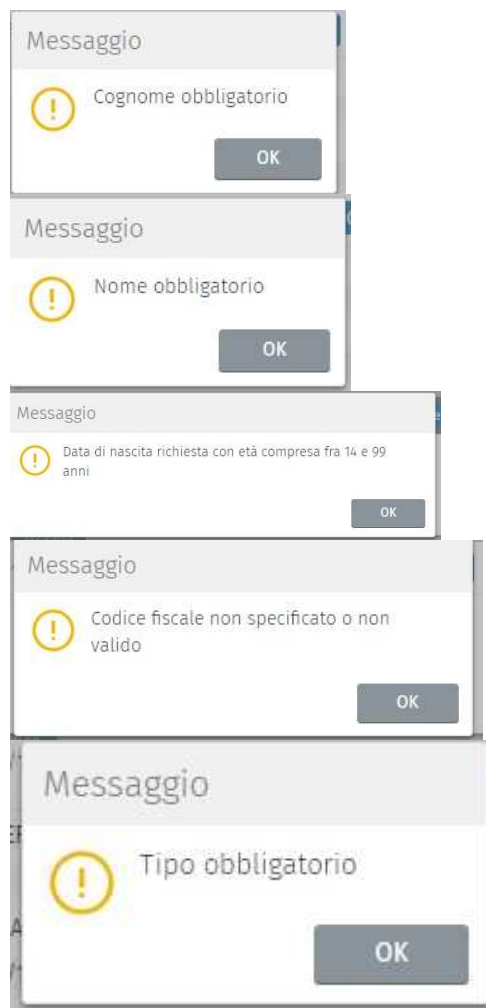 Messaggio
Cognome obbligatorio
OK
Messaggio
Nome obbligatorio
OK
Messaggio
Data di nascita richiesta con età compresa fra 14 e 99
anni
OK
Messaggio
Codice fiscale non specificato o non
valido
OK
Messaggio
Tipo obbligatorio
OK